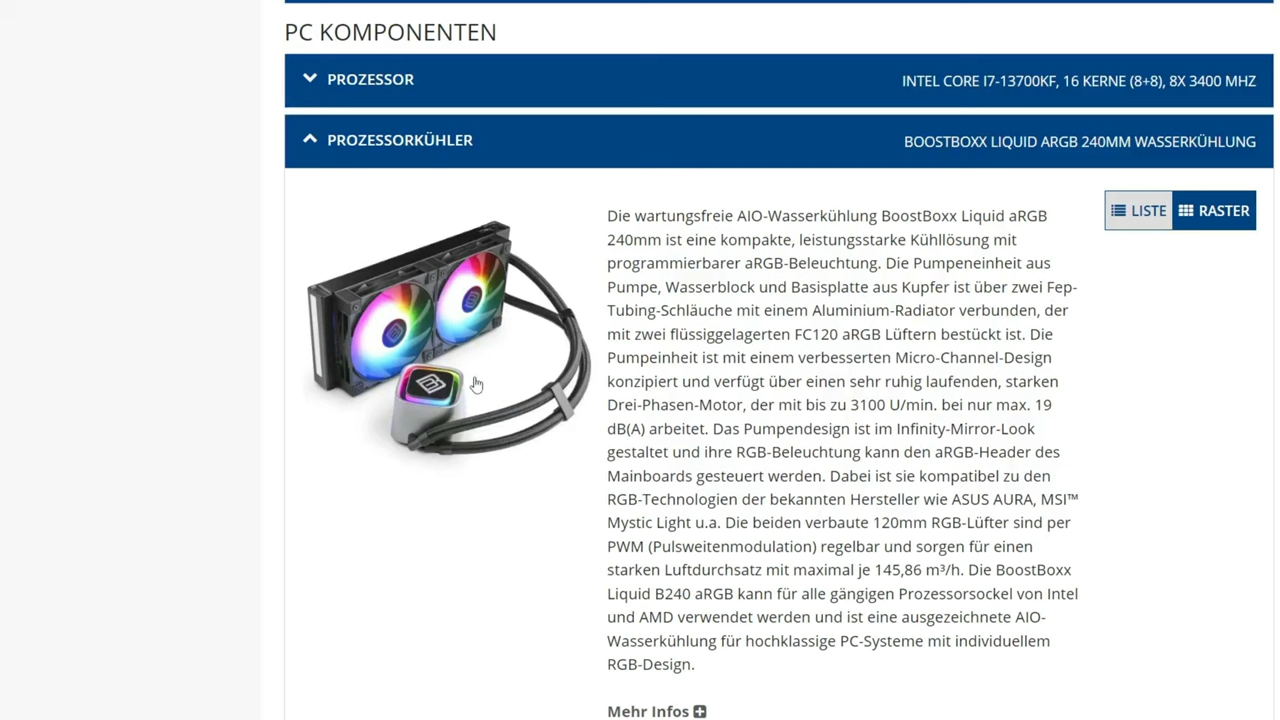 PC KOMPONENTEN
PROZESSOR
INTEL CORE I7-13700KF, 16 KERNE (8+8), 8X 3400 MHZ
PROZESSORKÜHLER
BOOSTBOXX LIQUID ARGB 240MM WASSERKÜHLUNG
LISTE
RASTER
Die wartungsfreie AIO-Wasserkühlung BoostBoxx Liquid aRGB
240mm ist eine kompakte, leistungsstarke Kühllösung mit
programmierbarer aRGB-Beleuchtung. Die Pumpeneinheit aus
Pumpe, Wasserblock und Basisplatte aus Kupfer ist über zwei Fep-
Tubing-Schläuche mit einem Aluminium-Radiator verbunden, der
mit zwei flüssiggelagerten FC120 aRGB Lüftern bestückt ist. Die
Pumpeinheit ist mit einem verbesserten Micro-Channel-Design
konzipiert und verfügt über einen sehr ruhig laufenden, starken
Drei-Phasen-Motor, der mit bis zu 3100 U/min. bei nur max. 19
dB(A) arbeitet. Das Pumpendesign ist im Infinity-Mirror-Look
gestaltet und ihre RGB-Beleuchtung kann den aRGB-Header des
Mainboards gesteuert werden. Dabei ist sie kompatibel zu den
RGB-Technologien der bekannten Hersteller wie ASUS AURA, MSI™
Mystic Light u.a. Die beiden verbaute 120mm RGB-Lüfter sind per
PWM (Pulsweitenmodulation) regelbar und sorgen für einen
starken Luftdurchsatz mit maximal je 145,86 m³/h. Die BoostBoxx
Liquid B240 aRGB kann für alle gängigen Prozessorsockel von Intel
und AMD verwendet werden und ist eine ausgezeichnete AIO-
Wasserkühlung für hochklassige PC-Systeme mit individuellem
RGB-Design.
Mehr Infos